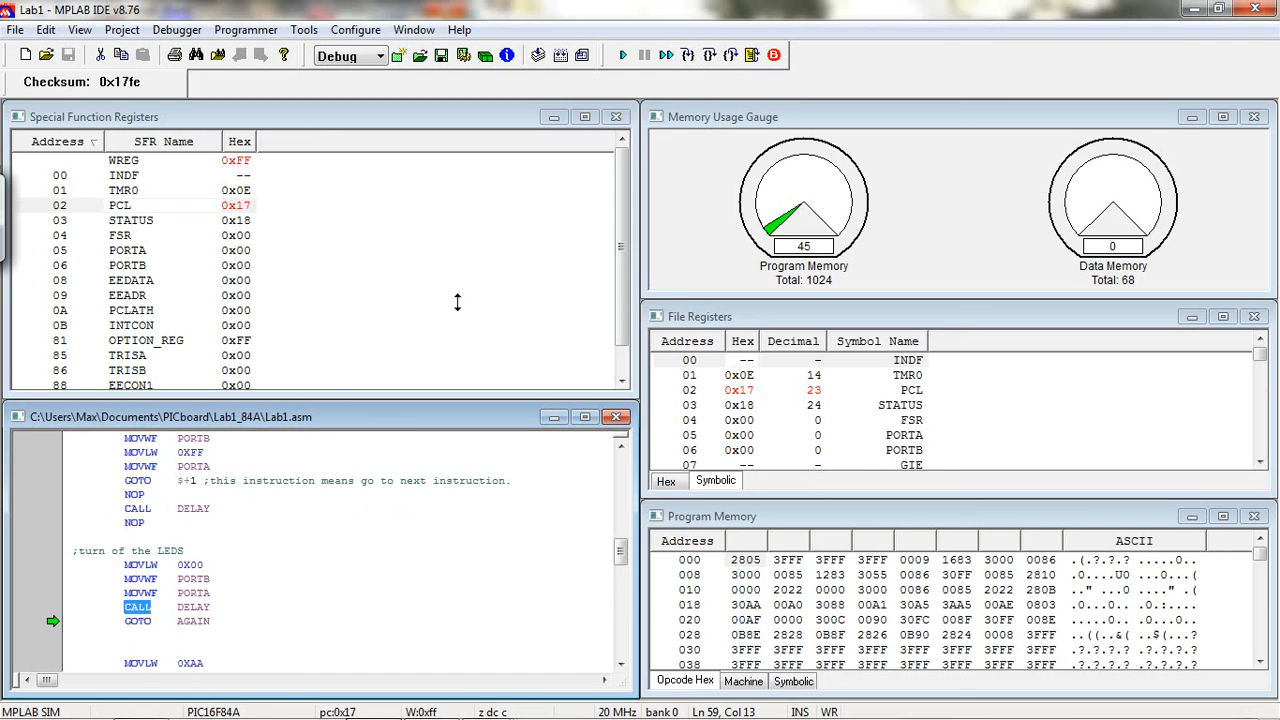 Lab1 - MPLAB IDE v8.76
File Edit View Project Debugger Programmer Tools Configure Window Help
Debug
Checksum: 0x17fe
Special Function Registers
Address SFR Name Hex
WREG 0xFF
00 INDF --
01 TMR0 0x0E
02 PCL 0x17
03 STATUS 0x18
04 FSR 0x00
05 PORTA 0x00
06 PORTB 0x00
08 EEDATA 0x00
09 EEADR 0x00
0A PCLATH 0x00
0B INTCON 0x00
81 OPTION_REG 0xFF
85 TRISA 0x00
86 TRISB 0x00
88 EECON1 0x00
Memory Usage Gauge
45 0
Program Memory Data Memory
Total: 1024 Total: 68
File Registers
Address Hex Decimal Symbol Name
00 -- - INDF
01 0x0E 14 TMR0
02 0x17 23 PCL
03 0x18 24 STATUS
04 0x00 0 FSR
05 0x00 0 PORTA
06 0x00 0 PORTB
07 -- - GIE
Hex Symbolic
C:\Users\Max\Documents\PICboard\Lab1_84A\Lab1.asm
MOVWF PORTB
MOVLW 0XFF
MOVWF PORTA
GOTO $+1 ;this instruction means go to next instruction.
NOP
CALL DELAY
NOP
;turn of the LEDS
MOVLW 0X00
MOVWF PORTB
MOVWF PORTA
CALL DELAY
GOTO AGAIN
MOVLW 0XAA
Program Memory
Address ASCII
000 2805 3FFF 3FFF 3FFF 0009 1683 3000 0086 .(.?.?.? .....0..
008 3000 0085 1283 3055 0086 30FF 0085 2810 .0....U0 ...0...(
010 2022 0000 3000 0086 0085 2022 280B
018 30AA 00A0 3088 00A1 30A5 3AA5 00AE 0803
020 00AF 0000 300C 0090 30FC 008F 30FF 008E
028 0B8E 2828 0B8F 2826 0B90 2824 0008 3FFF
038 3FFF 3FFF 3FFF 3FFF 3FFF 3FFF 3FFF 3FFF .?.?.?.? .?.?.?.?
Opcode Hex Machine Symbolic
MPLAB SIM PIC16F84A pc:0x17 W:0xff z dc c 20 MHz bank 0 Ln 59, Col 13 INS WR